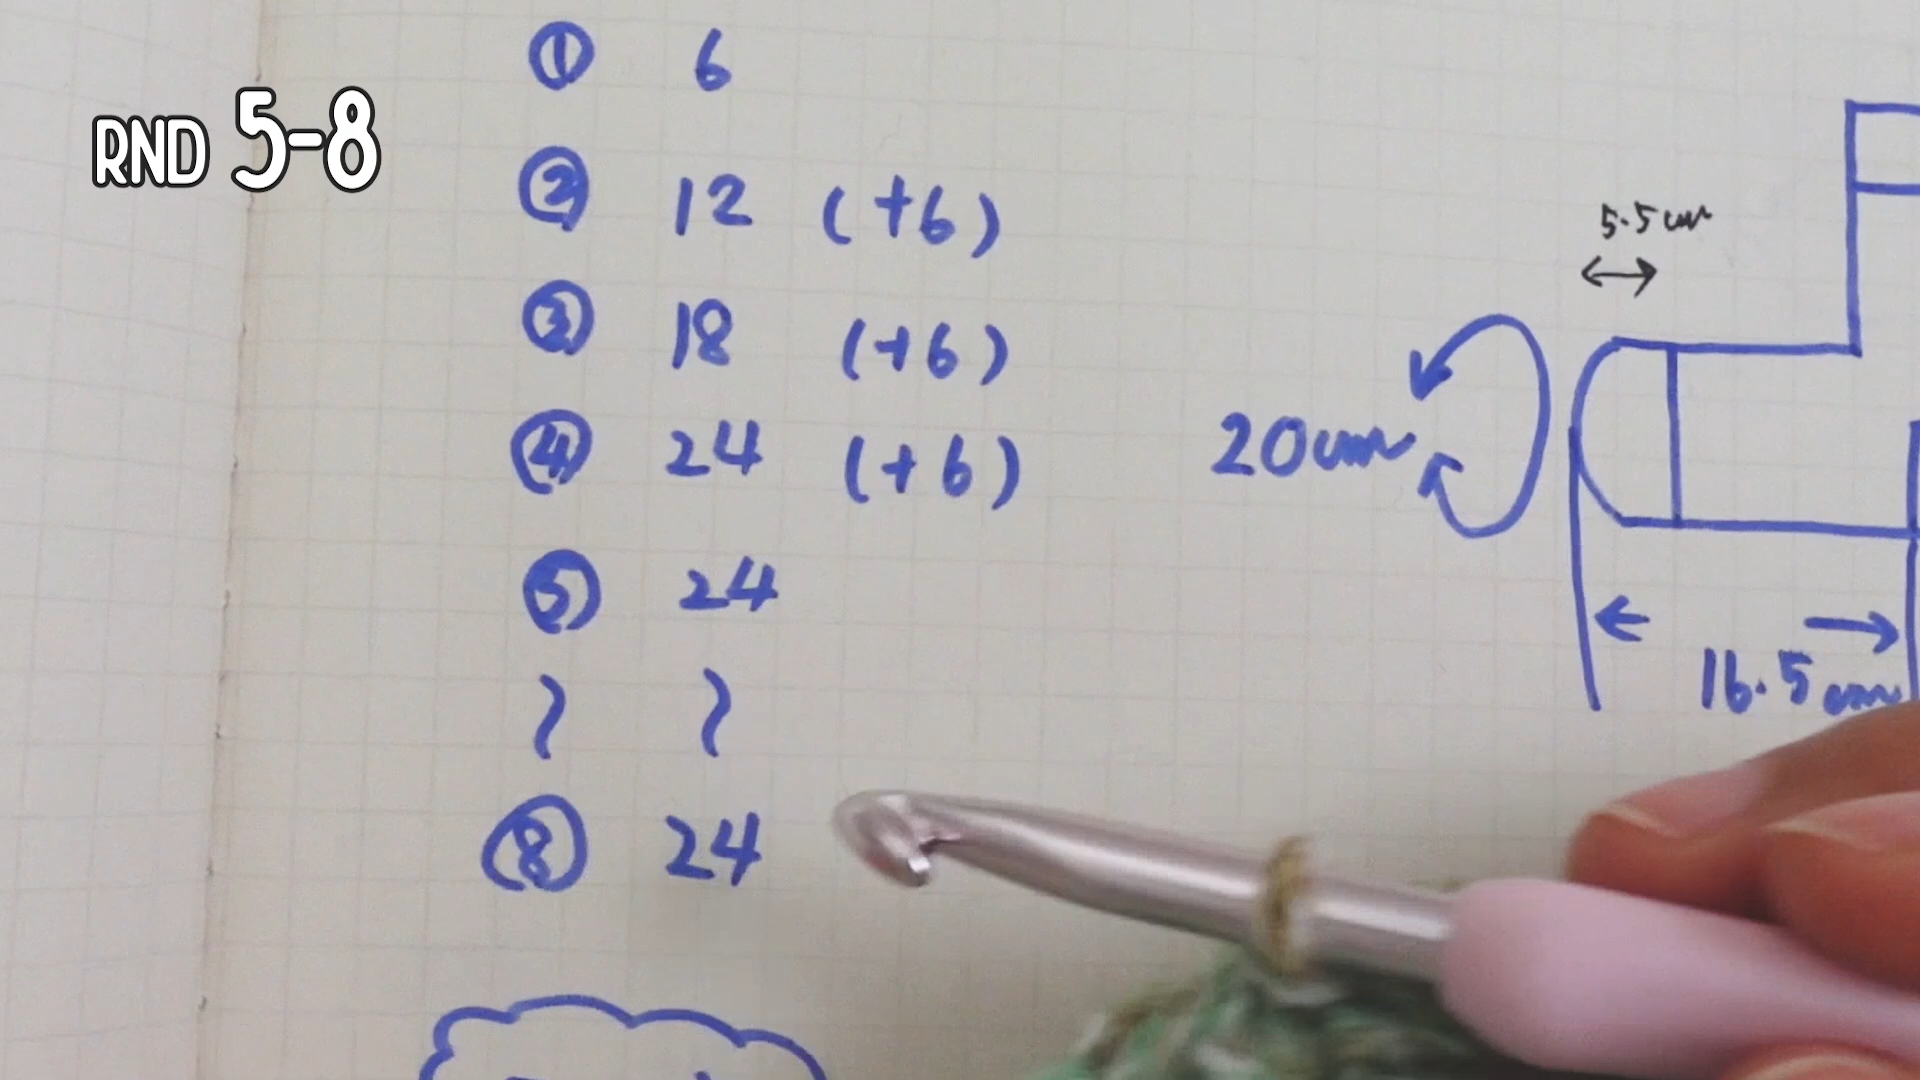 RND 5-8
① 6
② 12 (+6)
③ 18 (+6)
④ 24 (+6)
⑤ 24
≀ ≀
⑧ 24
5.5cm
20cm
16.5cm